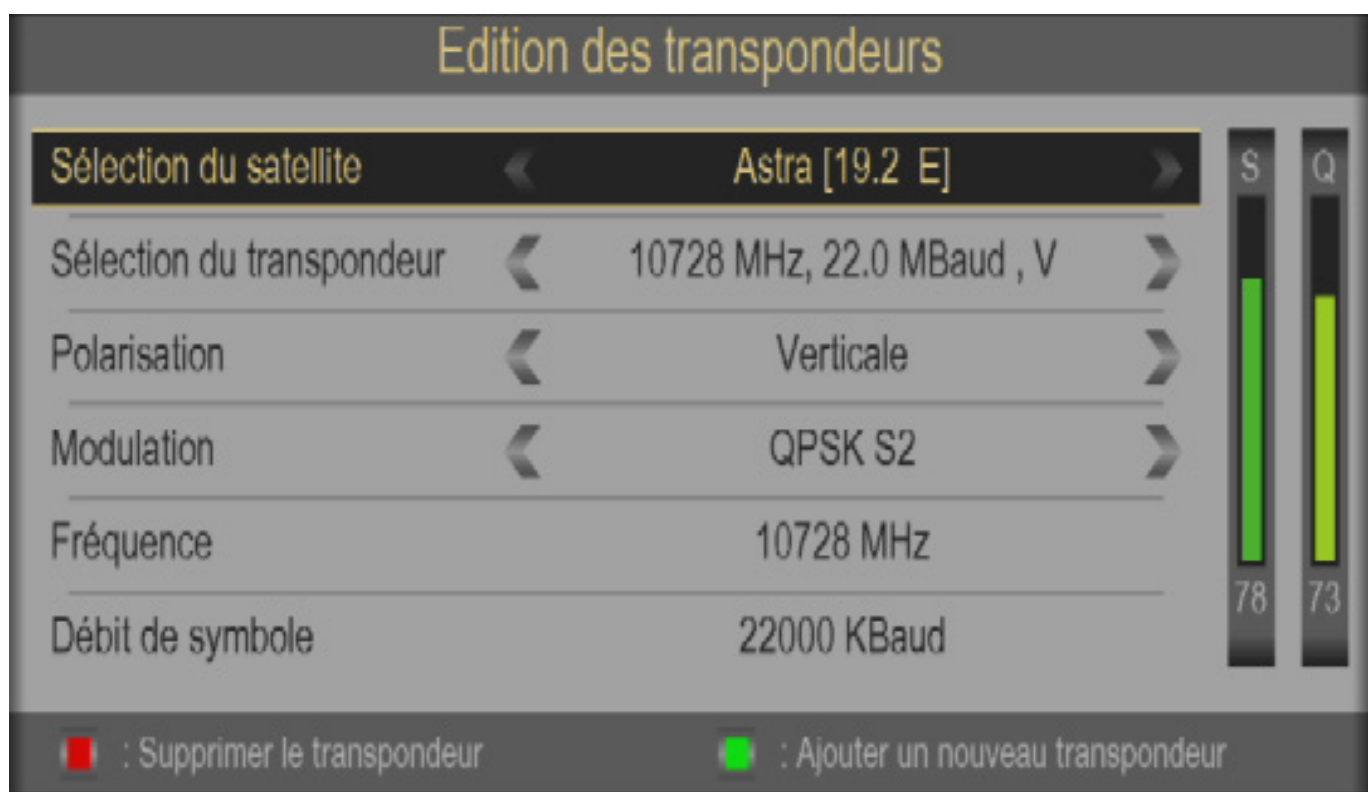 Edition des transpondeurs
Sélection du satellite Astra [19.2 E] S Q
Sélection du transpondeur 10728 MHz, 22.0 MBaud , V
Polarisation Verticale
Modulation QPSK S2
Fréquence 10728 MHz
Débit de symbole 22000 KBaud 78 73
: Supprimer le transpondeur : Ajouter un nouveau transpondeur